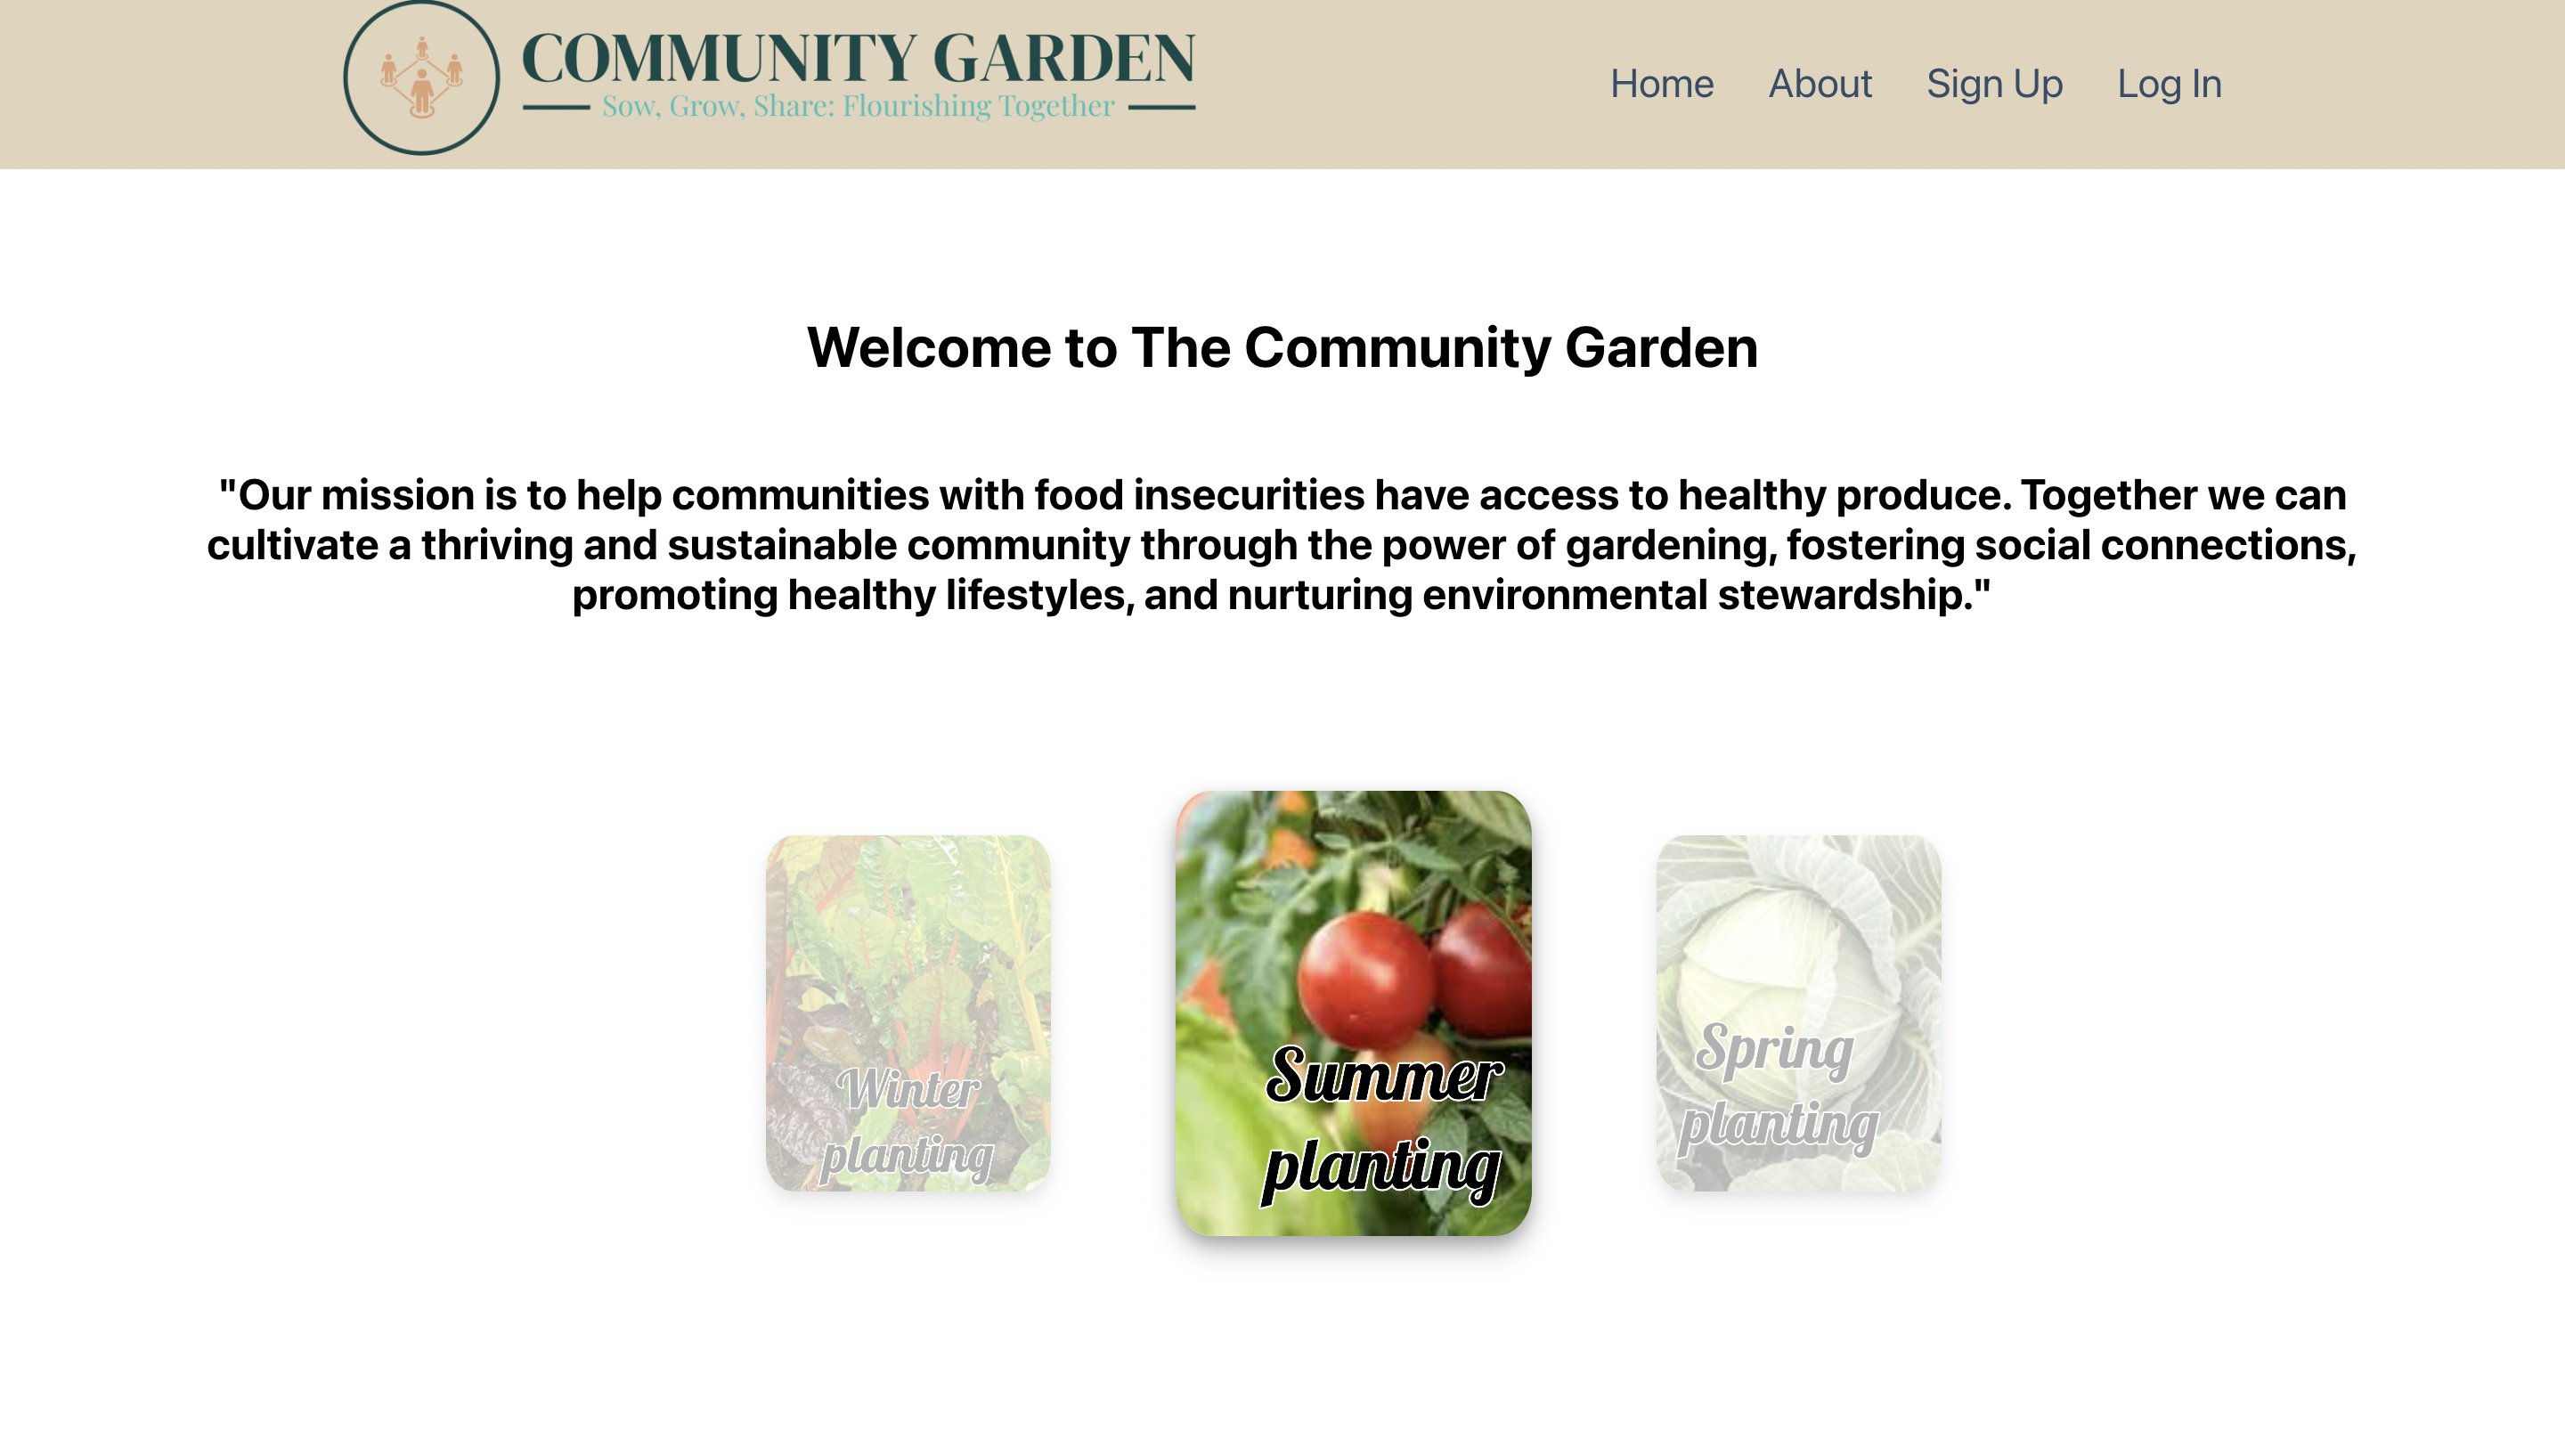 COMMUNITY GARDEN
Sow, Grow, Share: Flourishing Together
Home About Sign Up Log In
Welcome to The Community Garden
"Our mission is to help communities with food insecurities have access to healthy produce. Together we can
cultivate a thriving and sustainable community through the power of gardening, fostering social connections,
promoting healthy lifestyles, and nurturing environmental stewardship."
Winter
planting
Summer
planting
Spring
planting